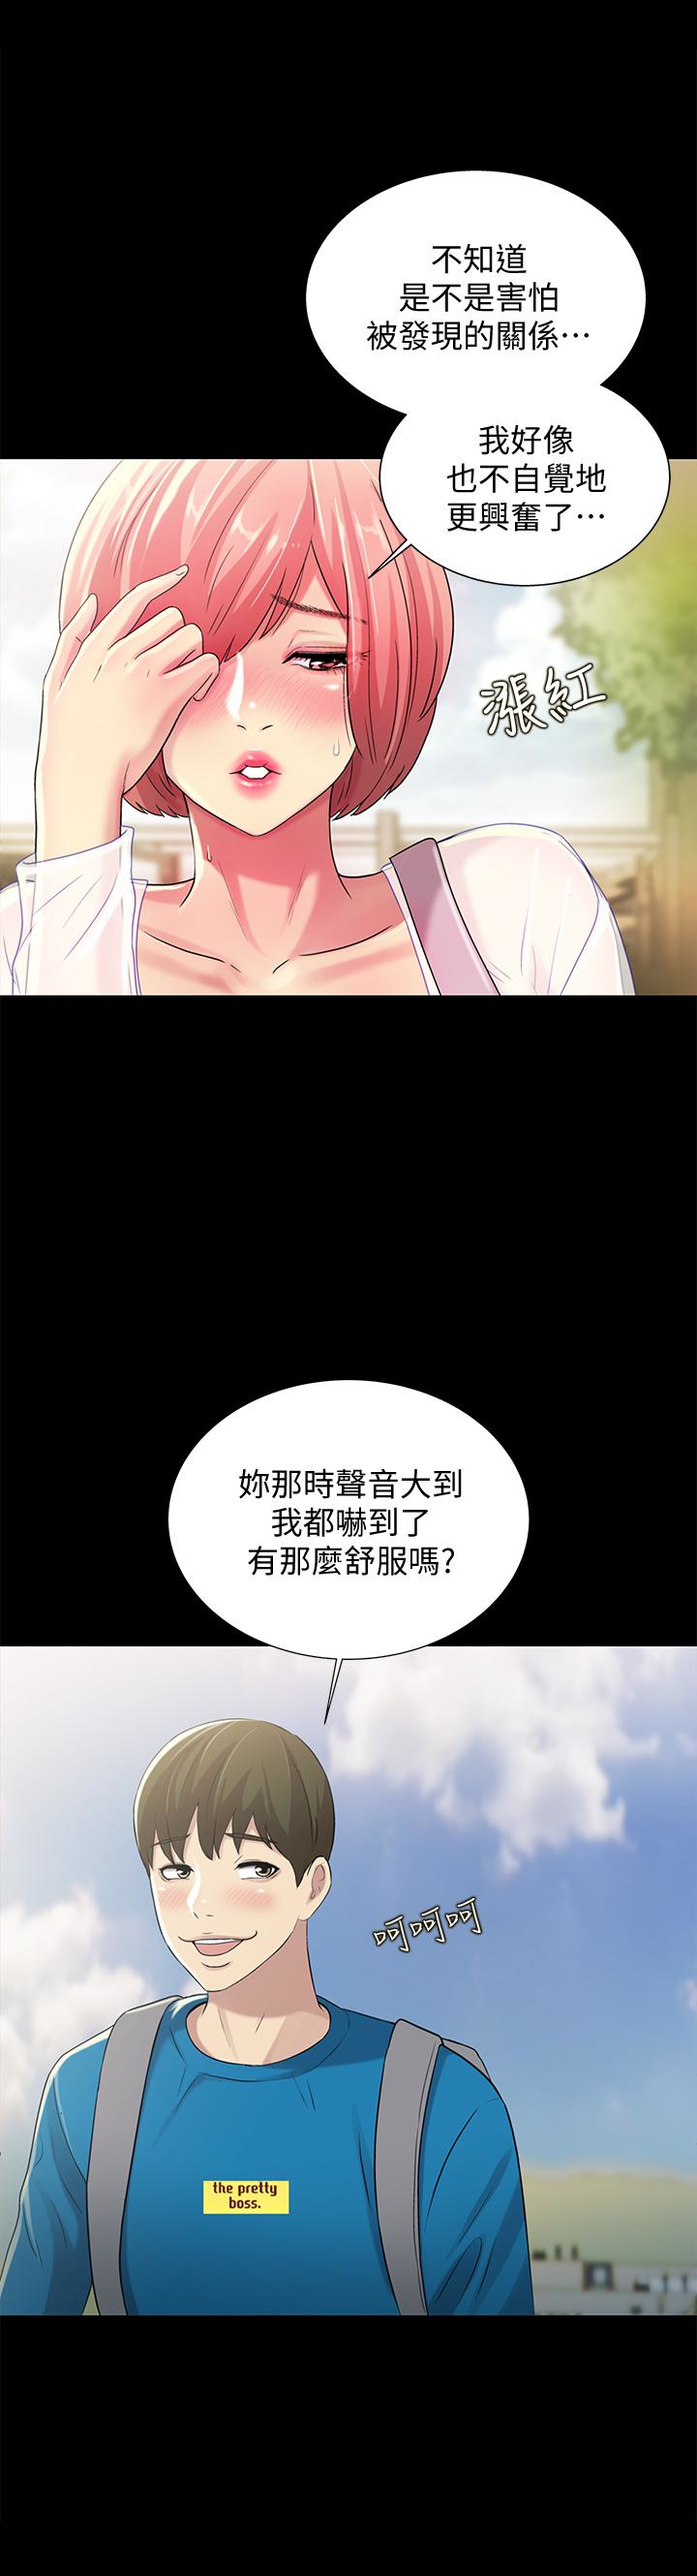 不知道
是不是害怕
被發現的關係⋯
我好像
也不自覺地
更興奮了⋯
漲紅
妳那時聲音大到
我都嚇到了
有那麼舒服嗎?
呵呵呵
the pretty
boss.